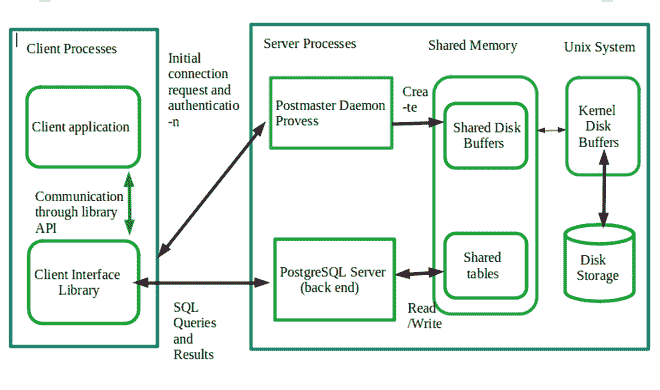 Client Processes
Client application
Communication
through library
API
Client Interface
Library
Initial
connection
request and
authenticatio
-n
SQL
Queries
and
Results
Server Processes
Postmaster Daemon
Provess
PostgreSQL Server
(back end)
Crea
-te
Read
/Write
Shared Memory
Shared Disk
Buffers
Shared
tables
Unix System
Kernel
Disk
Buffers
Disk
Storage